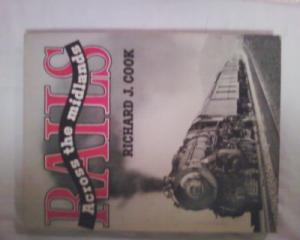 RAILS
Across the midlands
RICHARD J. COOK